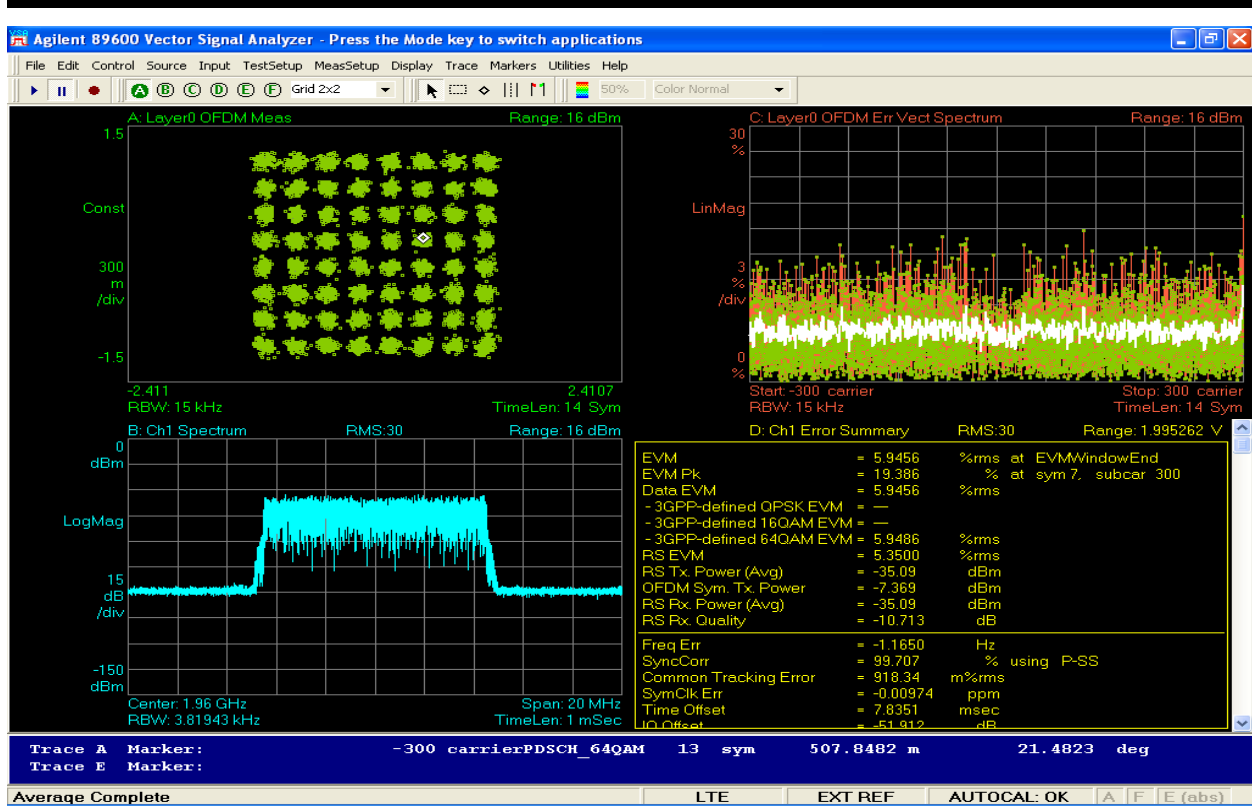 Agilent 89600 Vector Signal Analyzer - Press the Mode key to switch applications
File Edit Control Source Input TestSetup MeasSetup Display Trace Markers Utilities Help
A B C D E F Grid 2x2 50% Color Normal
A: Layer0 OFDM Meas Range: 16 dBm
1.5
Const
300
m
/div
-1.5
-2.411 2.4107
RBW: 15 kHz TimeLen: 14 Sym
C: Layer0 OFDM Err Vect Spectrum Range: 16 dBm
30
%
LinMag
3
%
/div
0
%
Start: -300 carrier Stop: 300 carrier
RBW: 15 kHz TimeLen: 14 Sym
B: Ch1 Spectrum RMS:30 Range: 16 dBm
0
dBm
LogMag
15
dB
/div
-150
dBm
Center: 1.96 GHz Span: 20 MHz
RBW: 3.81943 kHz TimeLen: 1 mSec
D: Ch1 Error Summary RMS:30 Range: 1.995262 V
EVM = 5.9456 %rms at EVMWindowEnd
EVM Pk = 19.386 % at sym 7, subcar 300
Data EVM = 5.9456 %rms
- 3GPP-defined QPSK EVM = —
- 3GPP-defined 16QAM EVM = —
- 3GPP-defined 64QAM EVM = 5.9486 %rms
RS EVM = 5.3500 %rms
RS Tx. Power (Avg) = -35.09 dBm
OFDM Sym. Tx. Power = -7.369 dBm
RS Rx. Power (Avg) = -35.09 dBm
RS Rx. Quality = -10.713 dB
Freq Err = -1.1650 Hz
SyncCorr = 99.707 % using P-SS
Common Tracking Error = 918.34 m%rms
SymClk Err = -0.00974 ppm
Time Offset = 7.8351 msec
IQ Offset = -51.912 dB
Trace A Marker: -300 carrierPDSCH_64QAM 13 sym 507.8482 m 21.4823 deg
Trace E Marker:
Average Complete LTE EXT REF AUTOCAL: OK A F E (abs)